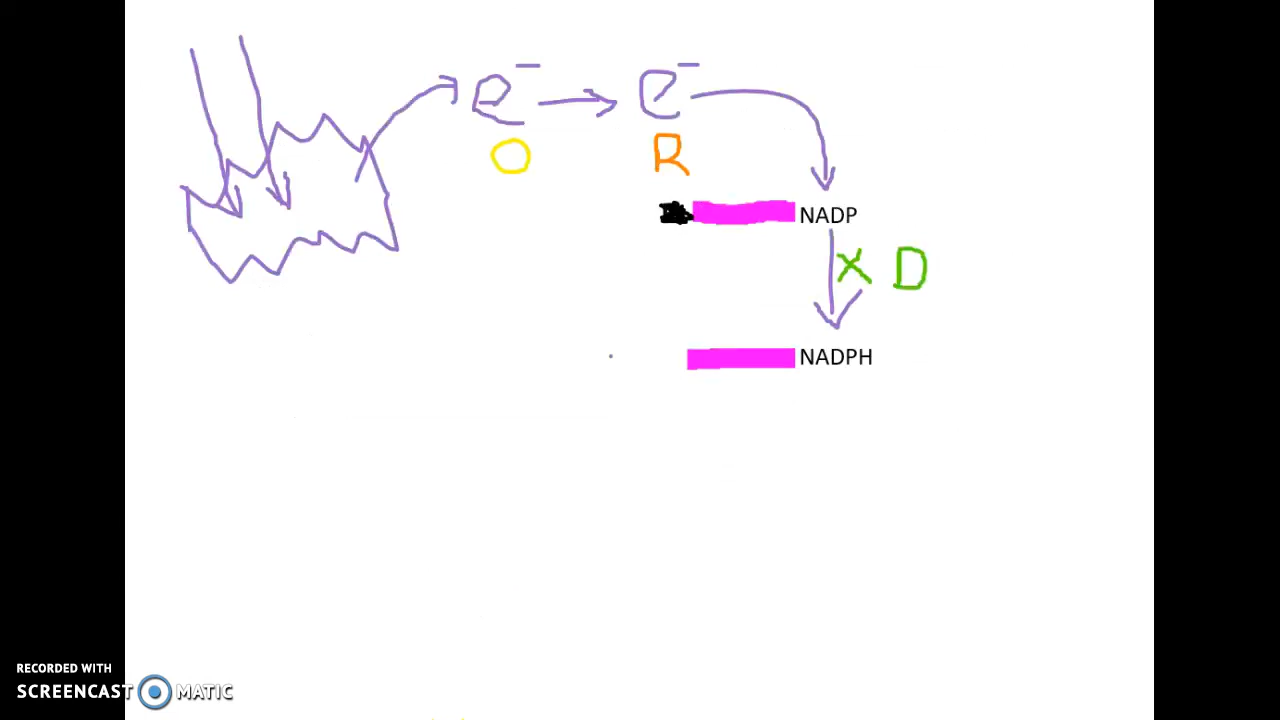 e⁻ → e⁻
O R
NADP
X D
NADPH
RECORDED WITH
SCREENCAST MATIC